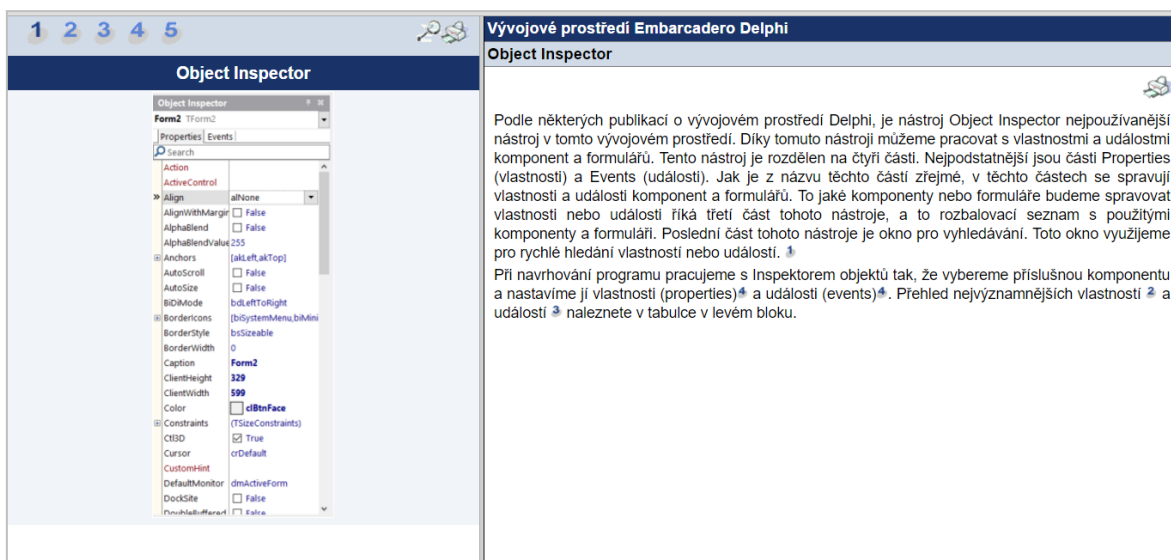 1 2 3 4 5
Object Inspector
Object Inspector
Form2 TForm2
Properties Events
Search
Action
ActiveControl
Align alNone
AlignWithMargin False
AlphaBlend False
AlphaBlendValue 255
Anchors [akLeft,akTop]
AutoScroll False
AutoSize False
BiDiMode bdLeftToRight
BorderIcons [biSystemMenu,biMini
BorderStyle bsSizeable
BorderWidth 0
Caption Form2
ClientHeight 329
ClientWidth 599
Color clBtnFace
Constraints (TSizeConstraints)
Ctl3D True
Cursor crDefault
CustomHint
DefaultMonitor dmActiveForm
DockSite False
DoubleBuffered False
Vývojové prostředí Embarcadero Delphi
Object Inspector
Podle některých publikací o vývojovém prostředí Delphi, je nástroj Object Inspector nejpoužívanější
nástroj v tomto vývojovém prostředí. Díky tomuto nástroji můžeme pracovat s vlastnostmi a událostmi
komponent a formulářů. Tento nástroj je rozdělen na čtyři části. Nejpodstatnější jsou části Properties
(vlastnosti) a Events (události). Jak je z názvu těchto částí zřejmé, v těchto částech se spravují
vlastnosti a události komponent a formulářů. To jaké komponenty nebo formuláře budeme spravovat
vlastnosti nebo události říká třetí část tohoto nástroje, a to rozbalovací seznam s použitými
komponenty a formuláři. Poslední část tohoto nástroje je okno pro vyhledávání. Toto okno využijeme
pro rychlé hledání vlastností nebo událostí. 1
Při navrhování programu pracujeme s Inspektorem objektů tak, že vybereme příslušnou komponentu
a nastavíme jí vlastnosti (properties)4 a události (events)4. Přehled nejvýznamnějších vlastností 2 a
událostí 3 naleznete v tabulce v levém bloku.